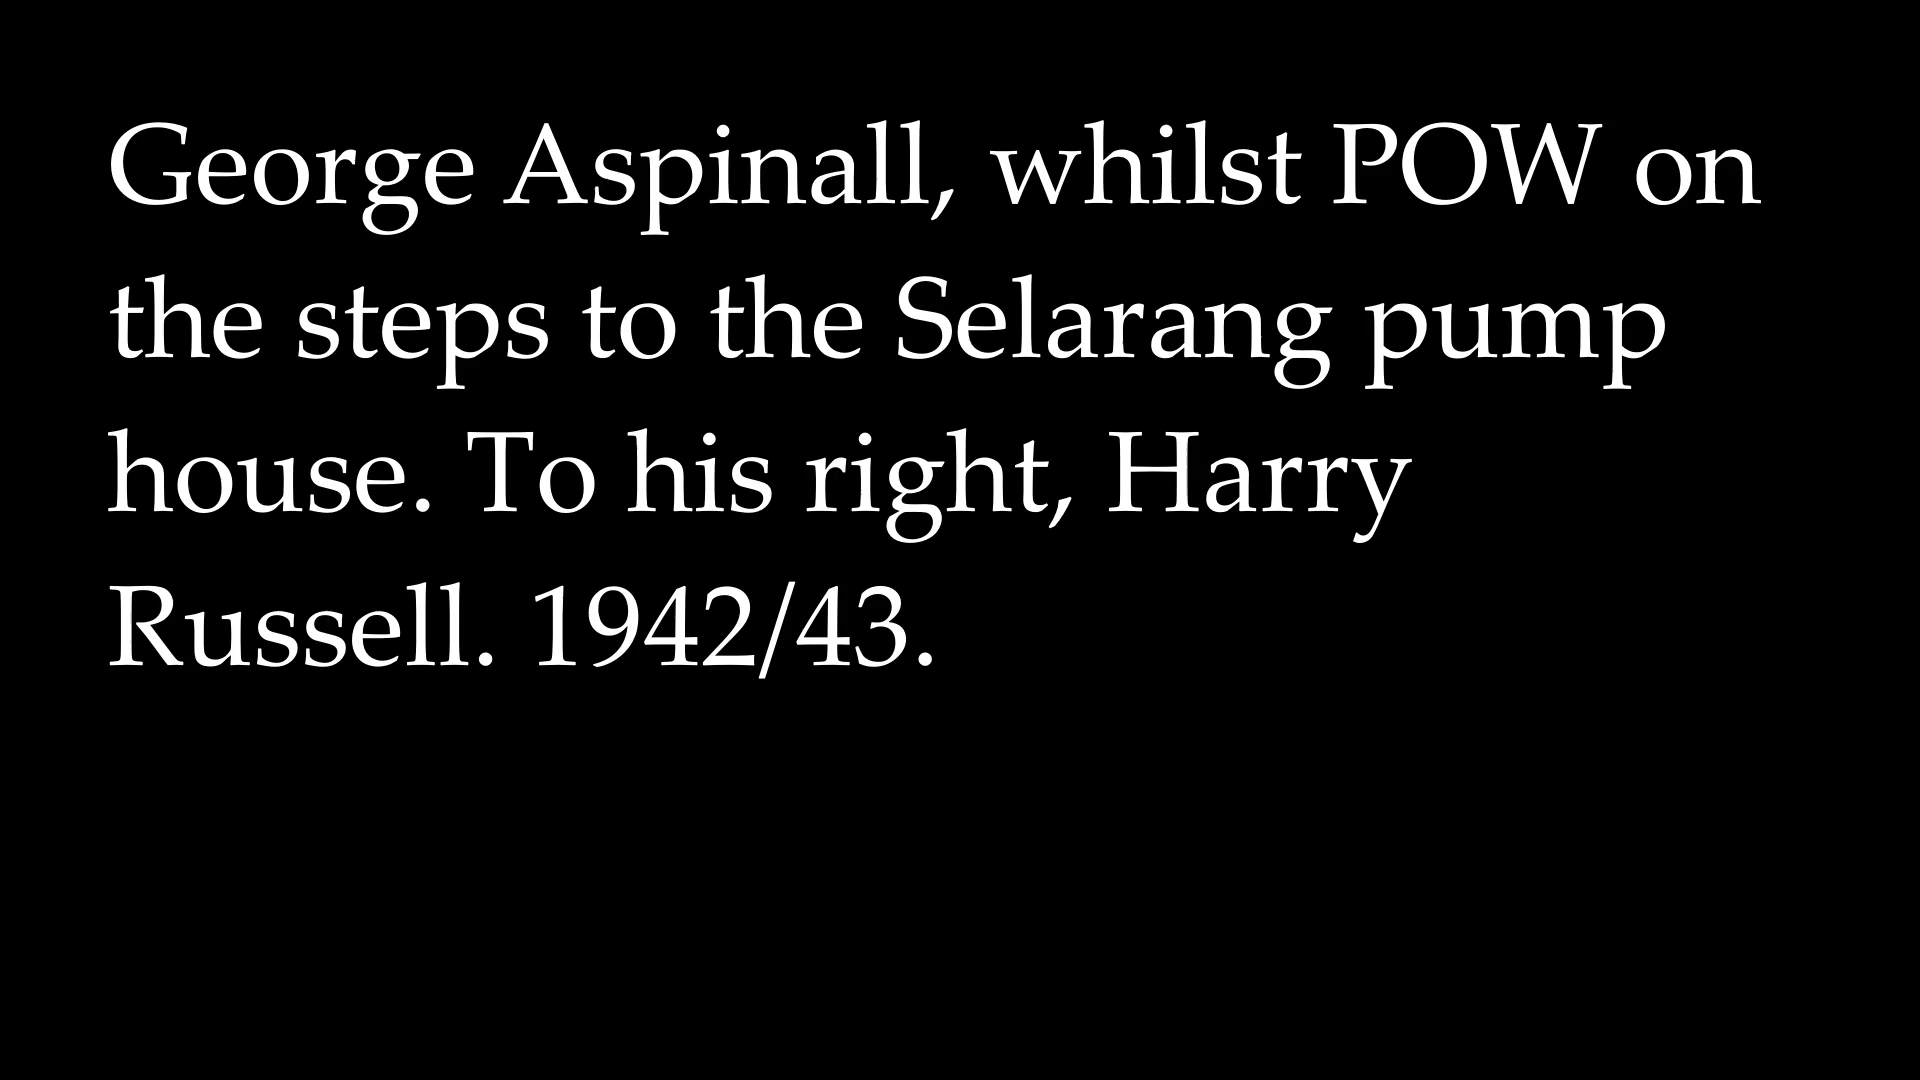 George Aspinall, whilst POW on
the steps to the Selarang pump
house. To his right, Harry
Russell. 1942/43.